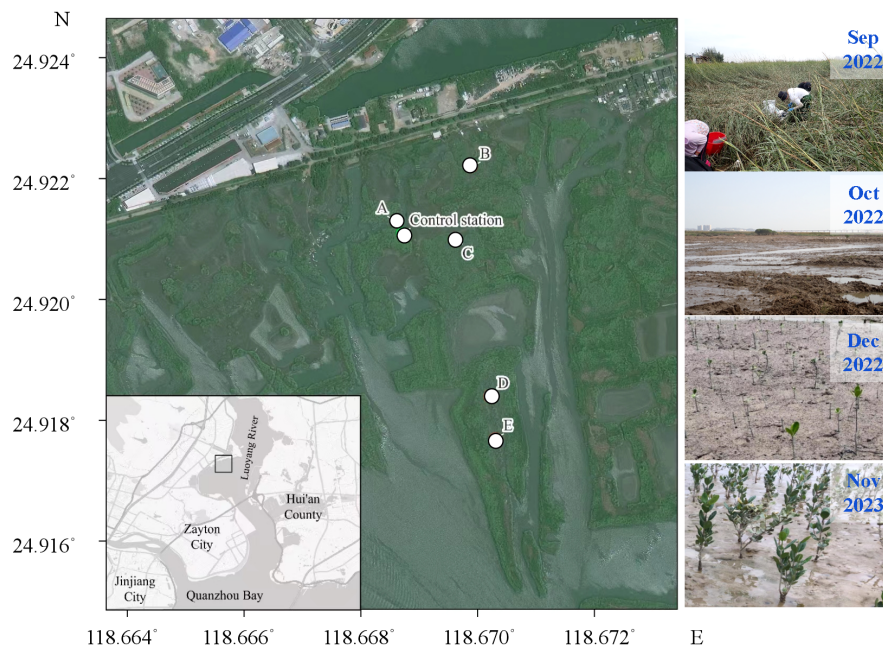 N
24.924°
24.922°
24.920°
24.918°
24.916°
118.664°
118.666°
118.668°
118.670°
118.672°
E
A
B
Control station
C
D
E
Luoyang River
Hui'an
County
Zayton
City
Jinjiang
City
Quanzhou Bay
Sep
2022
Oct
2022
Dec
2022
Nov
2023